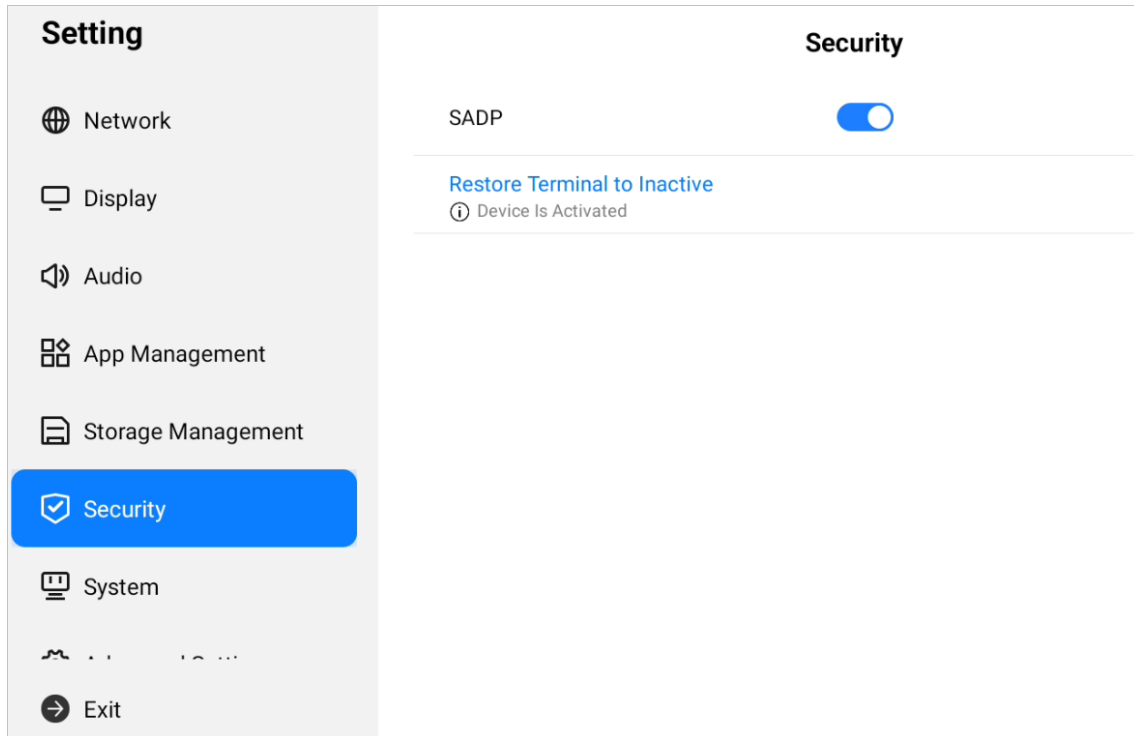 Setting
Network
Display
Audio
App Management
Storage Management
Security
System
Exit
Security
SADP
Restore Terminal to Inactive
Device Is Activated